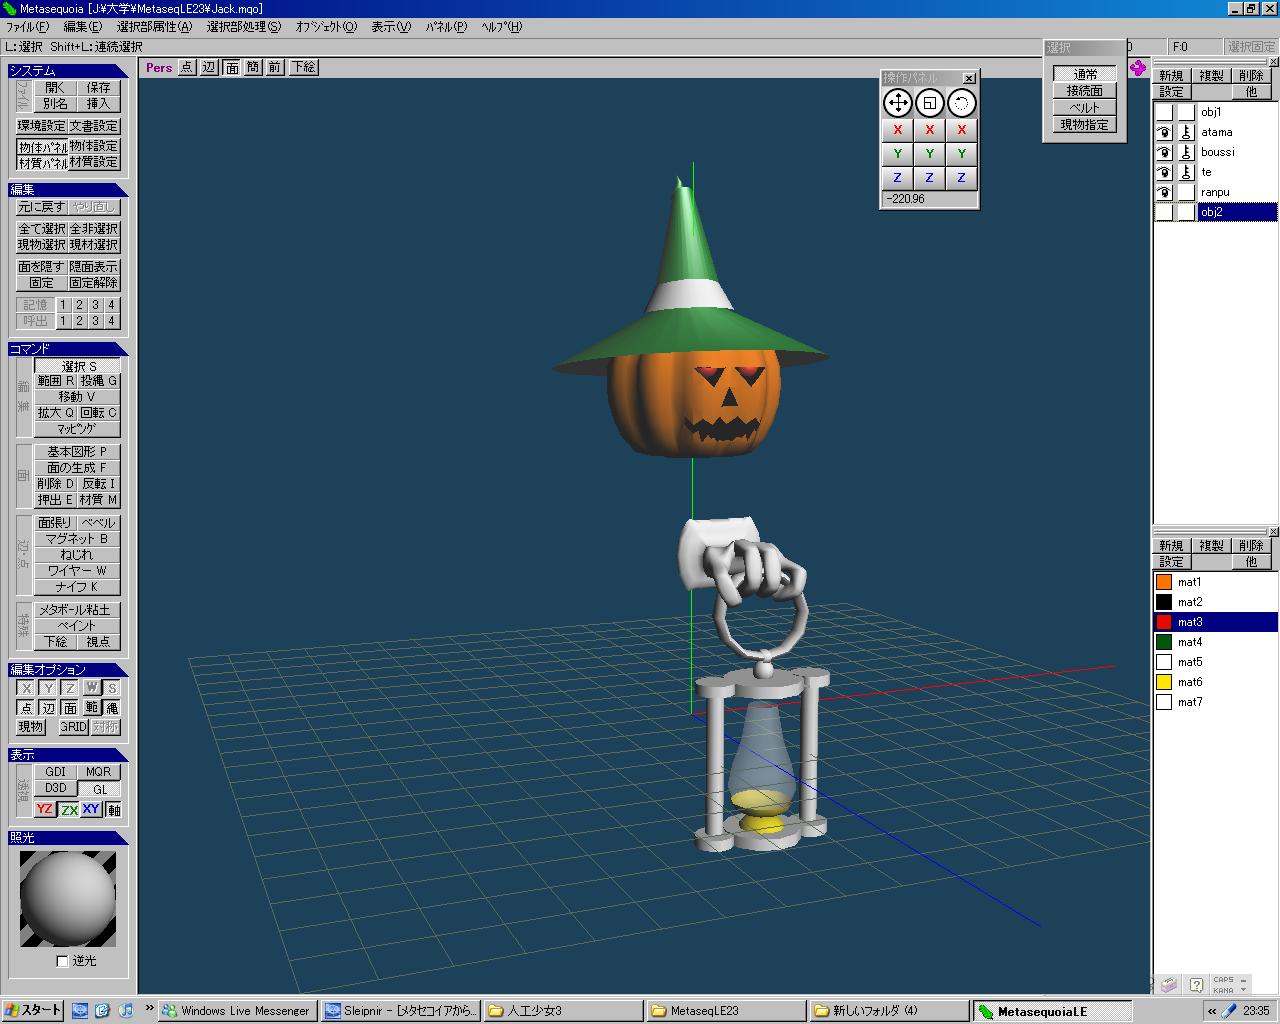 Metasequoia [J:¥大学¥MetaseqLE23¥Jack.mqo]
ファイル(F) 編集(E) 選択部属性(A) 選択部処理(S) オブジェクト(O) 表示(V) パネル(P) ヘルプ(H)
L:選択 Shift+L:連続選択
0 F:0 選択固定
システム
ファイル
開く 保存
別名 挿入
環境設定 文書設定
物体パネル 物体設定
材質パネル 材質設定
編集
元に戻す やり直し
全て選択 全非選択
現物選択 現材選択
面を隠す 隠面表示
固定 固定解除
記憶 1 2 3 4
呼出 1 2 3 4
コマンド
編集
選択 S
範囲 R 投縄 G
移動 V
拡大 Q 回転 C
マッピング
面
基本図形 P
面の生成 F
削除 D 反転 I
押出 E 材質 M
辺・点
面張り ベベル
マグネット B
ねじれ
ワイヤー W
ナイフ K
特殊
メタボール粘土
ペイント
下絵 視点
編集オプション
X Y Z W S
点 辺 面 範 縄
現物 GRID 対称
表示
透視
GDI MQR
D3D GL
YZ ZX XY 軸
照光
逆光
Pers 点 辺 面 簡 前 下絵
操作パネル
X X X
Y Y Y
Z Z Z
-220.96
選択
通常
接続面
ベルト
現物指定
新規 複製 削除
設定 他
obj1
atama
boussi
te
ranpu
obj2
新規 複製 削除
設定 他
mat1
mat2
mat3
mat4
mat5
mat6
mat7
CAPS
KANA
スタート
Windows Live Messenger
Sleipnir - [メタセコイアから...
人工少女3
MetaseqLE23
新しいフォルダ (4)
MetasequoiaLE
23:35